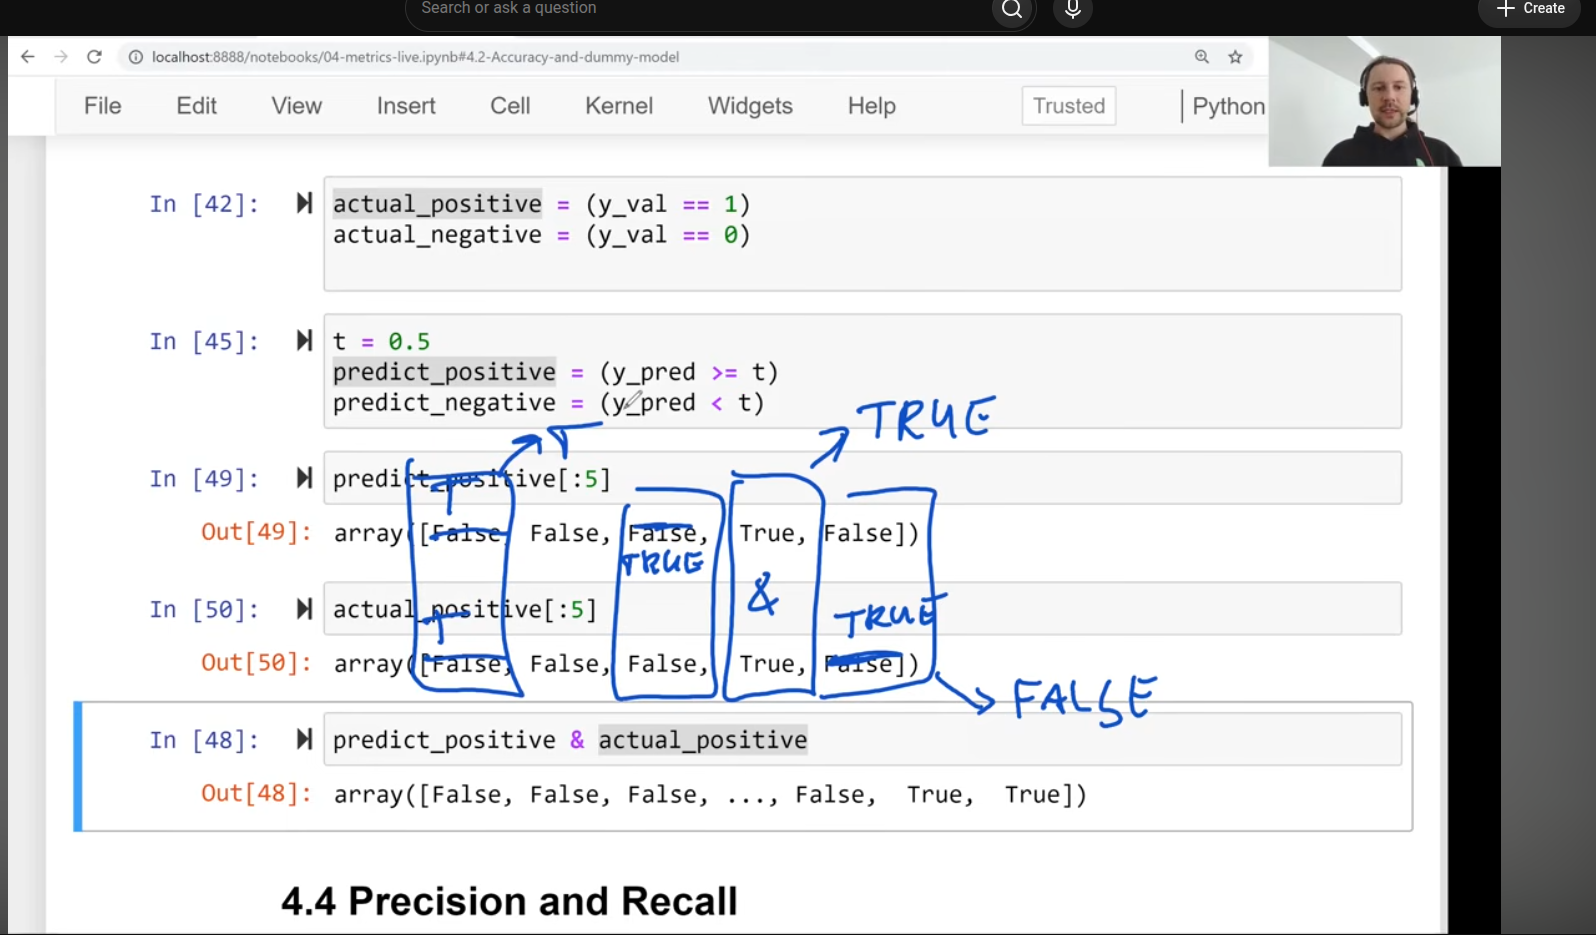 Search or ask a question
Create
localhost:8888/notebooks/04-metrics-live.ipynb#4.2-Accuracy-and-dummy-model
File Edit View Insert Cell Kernel Widgets Help Trusted Python
In [42]: actual_positive = (y_val == 1)
actual_negative = (y_val == 0)
In [45]: t = 0.5
predict_positive = (y_pred >= t)
predict_negative = (y_pred < t)
TRUE
T
In [49]: predict_positive[:5]
T
Out[49]: array([False, False, False, True, False])
TRUE
&
In [50]: actual_positive[:5]
T
TRUE
Out[50]: array([False, False, False, True, False])
FALSE
In [48]: predict_positive & actual_positive
Out[48]: array([False, False, False, ..., False, True, True])
4.4 Precision and Recall